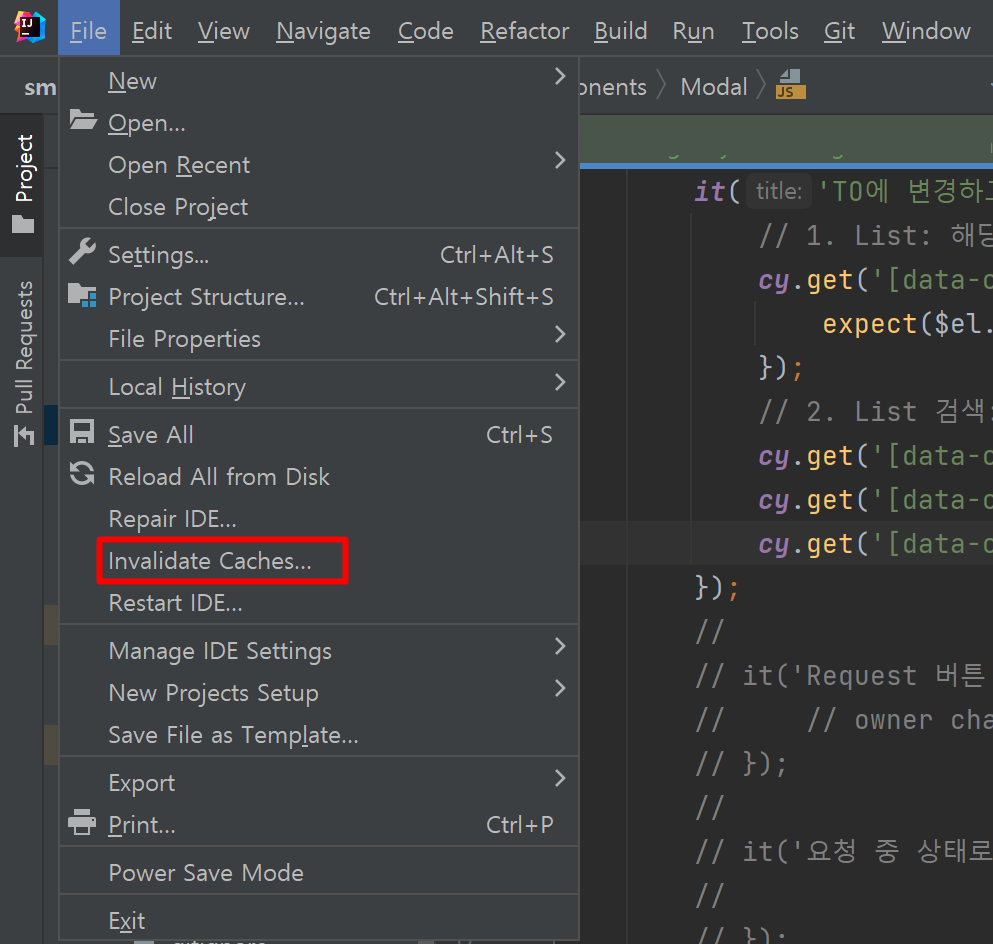 IJ
File Edit View Navigate Code Refactor Build Run Tools Git Window
sm
Modal
JS
Project
Pull Requests
New
Open...
Open Recent
Close Project
Settings... Ctrl+Alt+S
Project Structure... Ctrl+Alt+Shift+S
File Properties
Local History
Save All Ctrl+S
Reload All from Disk
Repair IDE...
Invalidate Caches...
Restart IDE...
Manage IDE Settings
New Projects Setup
Save File as Template...
Export
Print... Ctrl+P
Power Save Mode
Exit
it( title: 'TO에 변경하고
// 1. List: 해당
cy.get('[data-c
expect($el.
});
// 2. List 검색:
cy.get('[data-c
cy.get('[data-c
cy.get('[data-c
});
//
// it('Request 버튼
// // owner cha
// });
//
// it('요청 중 상태로
//
// });